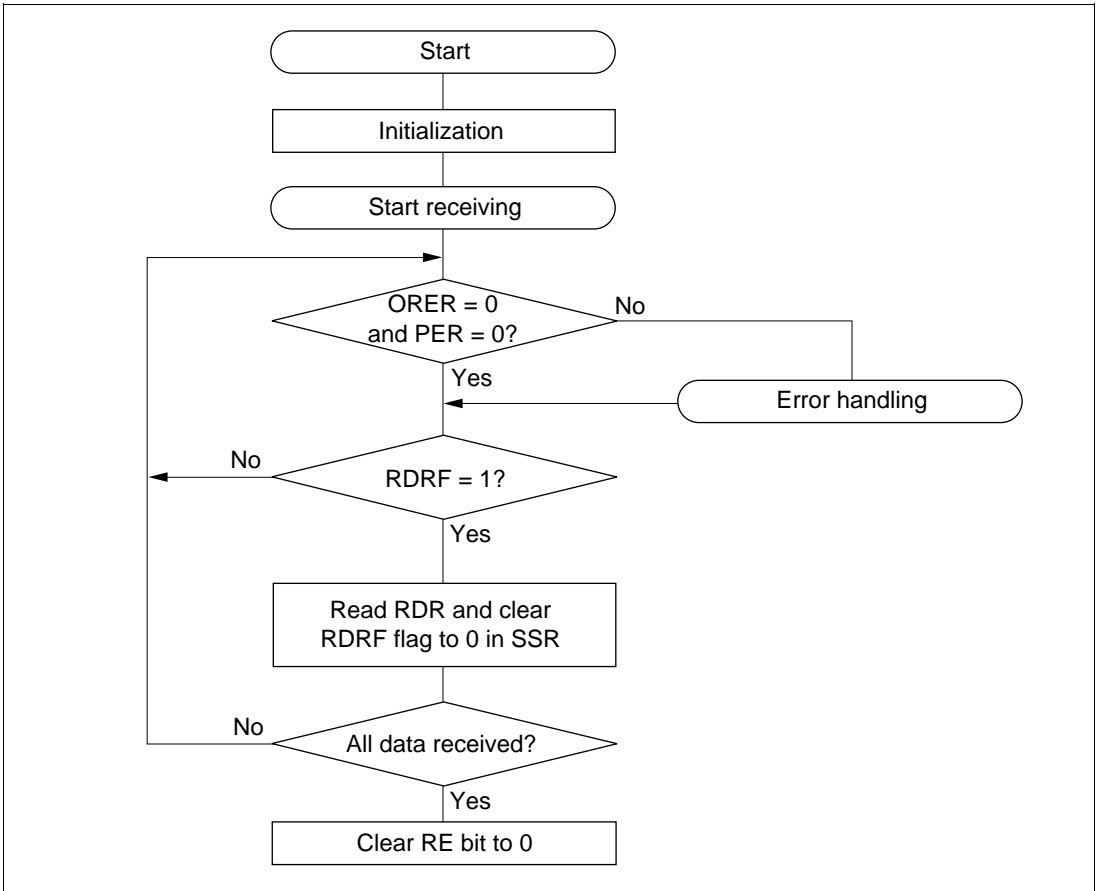 Start
Initialization
Start receiving
ORER = 0
and PER = 0?
No
Yes
Error handling
No
RDRF = 1?
Yes
Read RDR and clear
RDRF flag to 0 in SSR
No
All data received?
Yes
Clear RE bit to 0